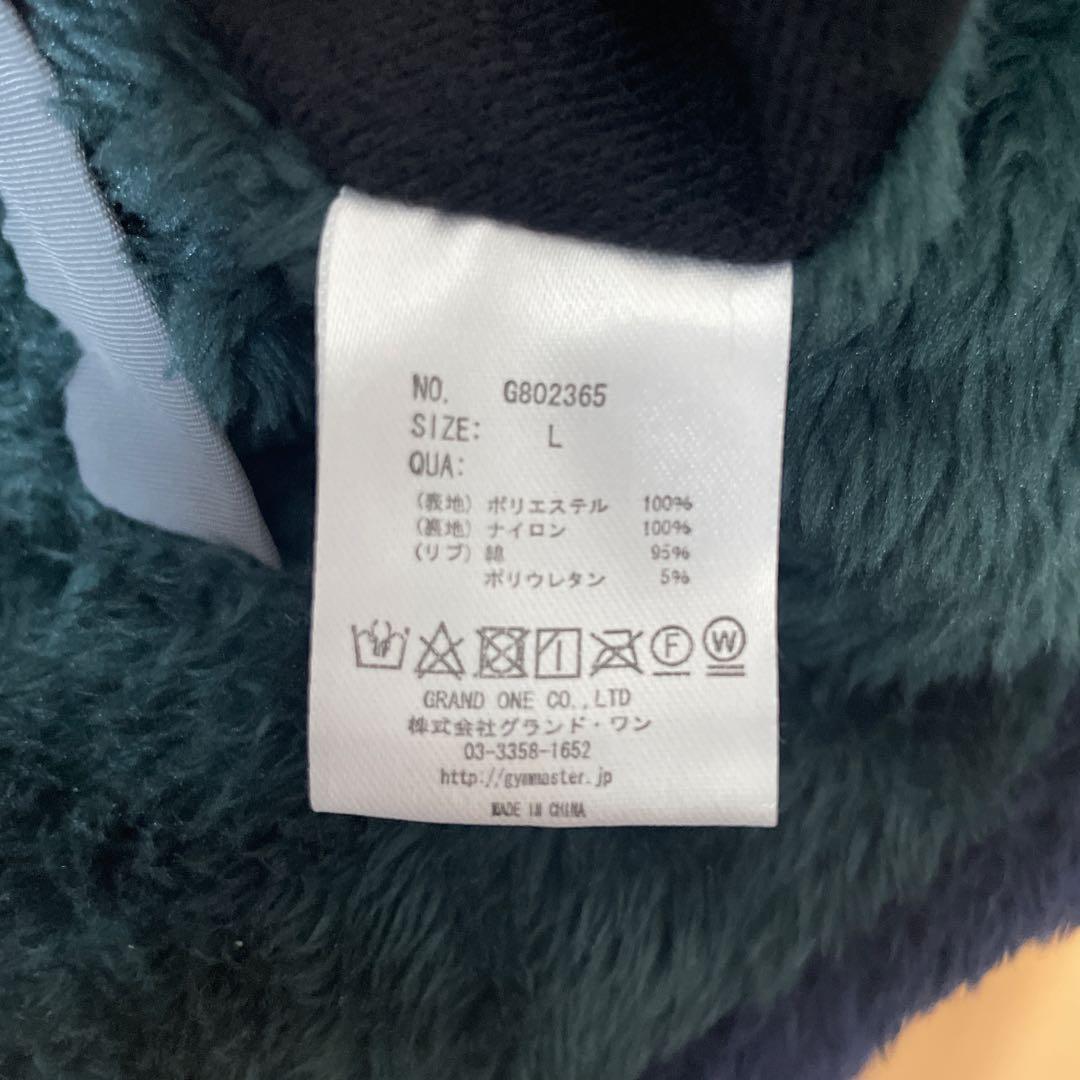 NO. G802365
SIZE: L
QUA:
(表地) ポリエステル 100%
(裏地) ナイロン 100%
(リブ) 綿 95%
ポリウレタン 5%
F W
GRAND ONE CO.,LTD
株式会社グランド・ワン
03-3358-1652
http://gymmaster.jp
MADE IN CHINA